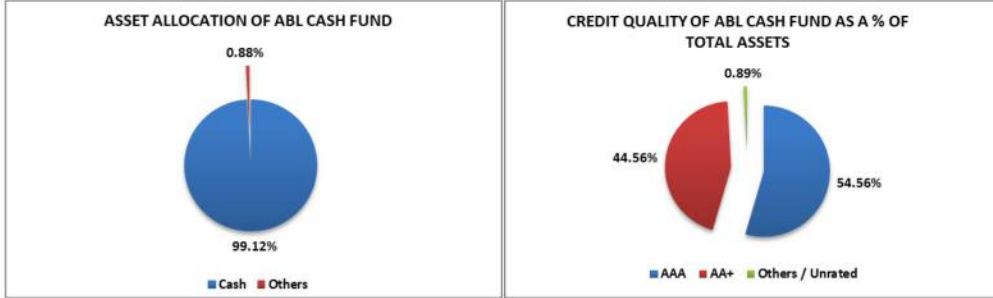 ASSET ALLOCATION OF ABL CASH FUND
0.88%
99.12%
Cash Others
CREDIT QUALITY OF ABL CASH FUND AS A % OF
TOTAL ASSETS
0.89%
44.56%
54.56%
AAA AA+ Others / Unrated